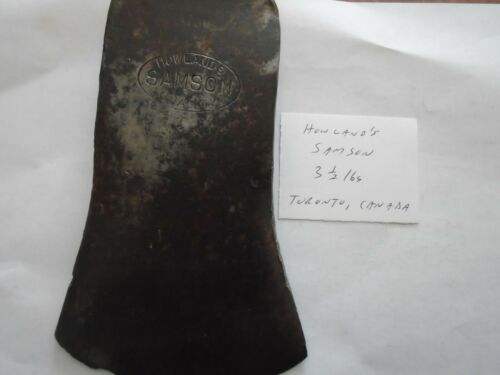 HOWLAND'S
SAMSON
HOWLAND'S
SAMSON
3 1/2 lbs
TORONTO, CANADA